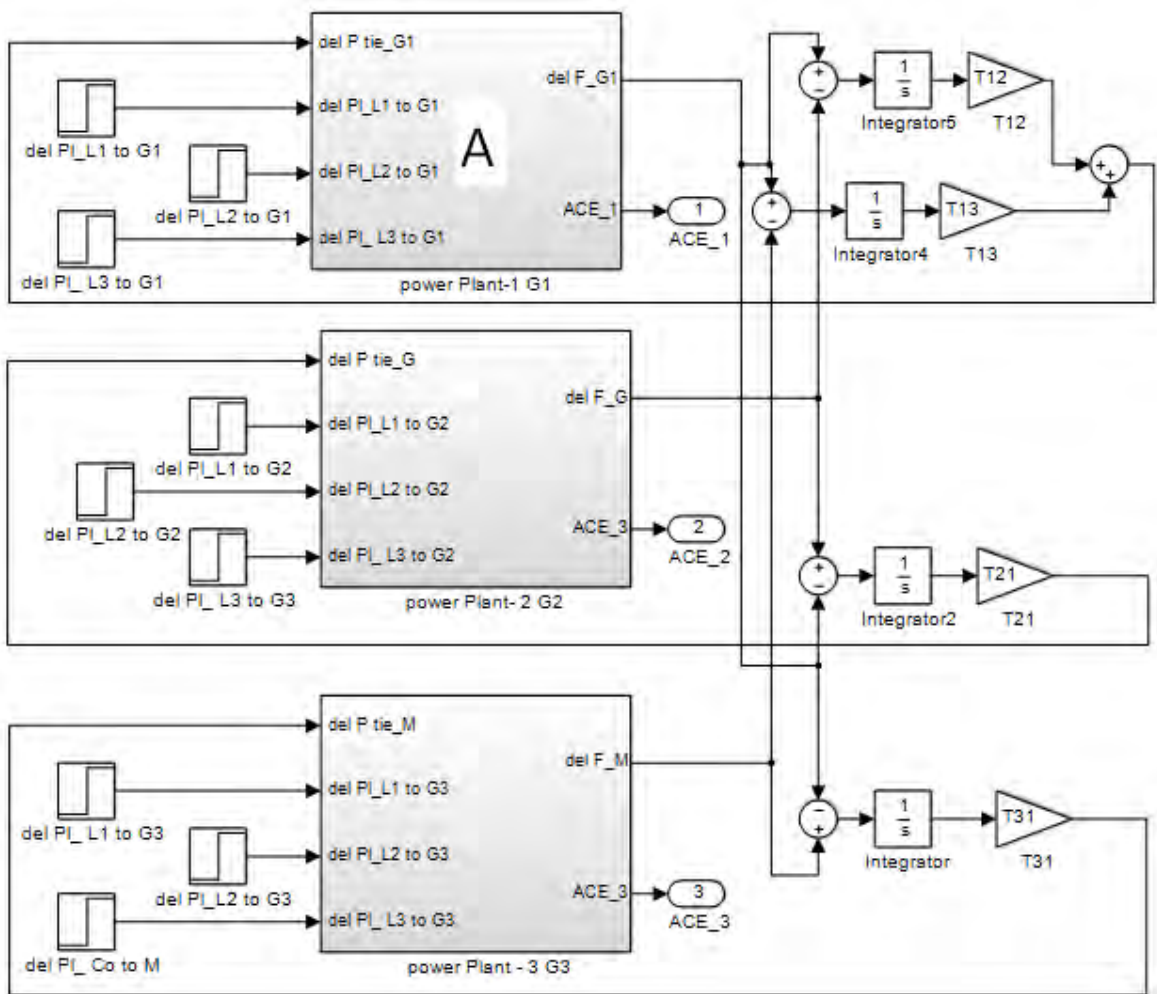 del P tie_G1
del F_G1
del Pl_L1 to G1
del Pl_L1 to G1
A
del Pl_L2 to G1
del Pl_L2 to G1
ACE_1
1
ACE_1
del Pl_ L3 to G1
del Pl_ L3 to G1
power Plant-1 G1
+
−
1
s
Integrator5
T12
T12
+
−
1
s
Integrator4
T13
T13
+
+
del P tie_G
del F_G
del Pl_L1 to G2
del Pl_L1 to G2
del Pl_L2 to G2
del Pl_L2 to G2
ACE_3
2
ACE_2
del Pl_ L3 to G2
del Pl_ L3 to G3
power Plant- 2 G2
+
−
1
s
Integrator2
T21
T21
del P tie_M
del F_M
del Pl_L1 to G3
del Pl_ L1 to G3
del Pl_L2 to G3
del Pl_L2 to G3
ACE_3
3
ACE_3
del Pl_ L3 to G3
del Pl_ Co to M
power Plant - 3 G3
−
+
1
s
Integrator
T31
T31